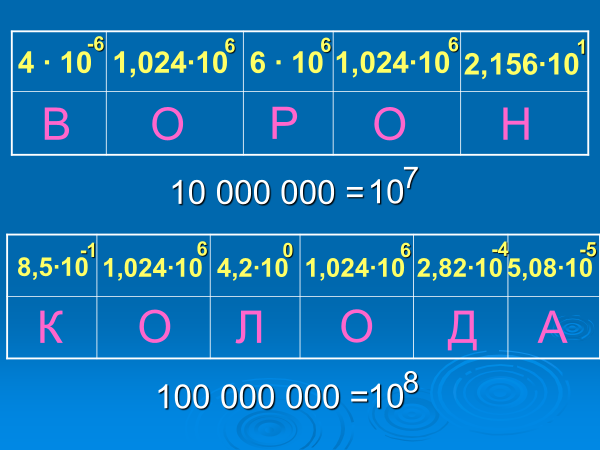 4 · 10⁻⁶ 1,024·10⁶ 6 · 10⁶ 1,024·10⁶ 2,156·10¹
В О Р О Н
10 000 000 = 10⁷
8,5·10⁻¹ 1,024·10⁶ 4,2·10⁰ 1,024·10⁶ 2,82·10⁻⁴ 5,08·10⁻⁵
К О Л О Д А
100 000 000 = 10⁸